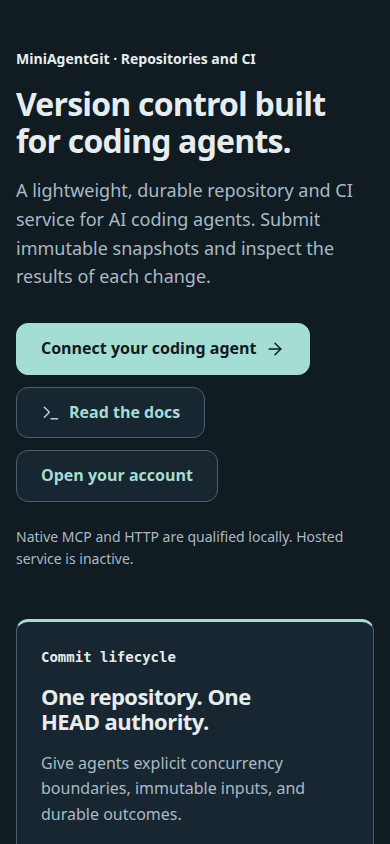 MiniAgentGit · Repositories and CI
Version control built
for coding agents.
A lightweight, durable repository and CI
service for AI coding agents. Submit
immutable snapshots and inspect the
results of each change.
Connect your coding agent →
>_ Read the docs
Open your account
Native MCP and HTTP are qualified locally. Hosted
service is inactive.
Commit lifecycle
One repository. One
HEAD authority.
Give agents explicit concurrency
boundaries, immutable inputs, and
durable outcomes.